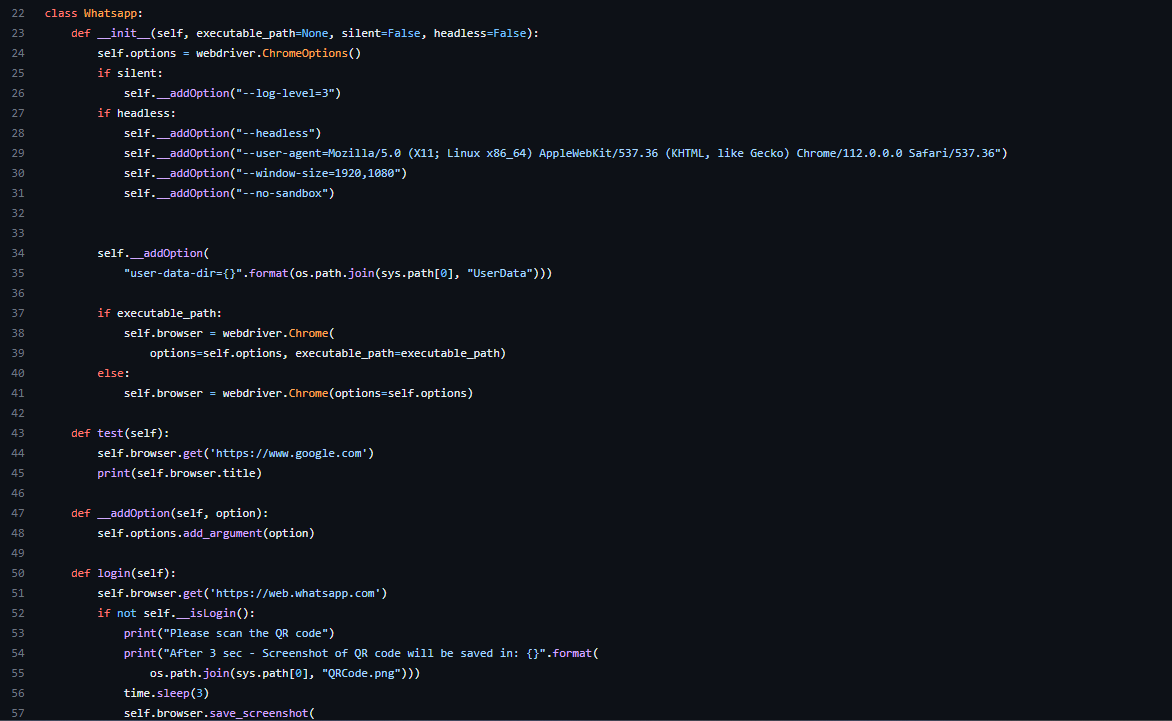 22 class Whatsapp:
23     def __init__(self, executable_path=None, silent=False, headless=False):
24         self.options = webdriver.ChromeOptions()
25         if silent:
26             self.__addOption("--log-level=3")
27         if headless:
28             self.__addOption("--headless")
29             self.__addOption("--user-agent=Mozilla/5.0 (X11; Linux x86_64) AppleWebKit/537.36 (KHTML, like Gecko) Chrome/112.0.0.0 Safari/537.36")
30             self.__addOption("--window-size=1920,1080")
31             self.__addOption("--no-sandbox")
32
33
34         self.__addOption(
35             "user-data-dir={}".format(os.path.join(sys.path[0], "UserData")))
36
37         if executable_path:
38             self.browser = webdriver.Chrome(
39                 options=self.options, executable_path=executable_path)
40         else:
41             self.browser = webdriver.Chrome(options=self.options)
42
43     def test(self):
44         self.browser.get('https://www.google.com')
45         print(self.browser.title)
46
47     def __addOption(self, option):
48         self.options.add_argument(option)
49
50     def login(self):
51         self.browser.get('https://web.whatsapp.com')
52         if not self.__isLogin():
53             print("Please scan the QR code")
54             print("After 3 sec - Screenshot of QR code will be saved in: {}".format(
55                 os.path.join(sys.path[0], "QRCode.png")))
56             time.sleep(3)
57             self.browser.save_screenshot(